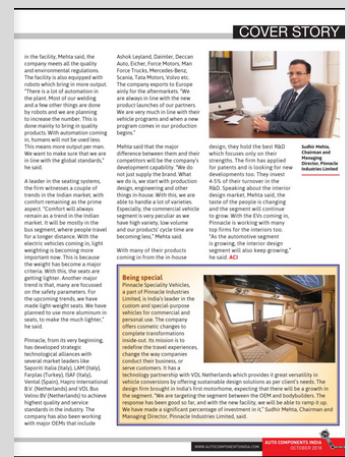 COVER STORY
in the facility, Mehta said, the
company meets all the quality
and environmental regulations.
The facility is also equipped with
robots which bring in more output.
"There is a lot of automation in
the plant. Most of our welding
and a few other things are done
by robots and we are planning
to increase the number. This is
done mainly to bring in quality
products. With automation coming
in, humans will not be used less.
This means more output per man.
We want to make sure that we are
in line with the global standards,"
he said.
A leader in the seating systems,
the firm witnesses a couple of
trends in the Indian market, with
comfort remaining as the prime
aspect. "Comfort will always
remain as a trend in the Indian
market. It will be mostly in the
bus segment, where people travel
for a longer distance. With the
electric vehicles coming in, light
weighting is becoming more
important now. This is because
the weight has become a major
criteria. With this, the seats are
getting lighter. Another major
trend is that, many are focussed
on the safety parameters. For
the upcoming trends, we have
made light-weight seats. We have
planned to use more aluminum in
seats, to make the much lighter,"
he said.
Pinnacle, from its very beginning,
has developed strategic
technological alliances with
several market leaders like
Saporiti Italia (Italy), LAM (Italy),
Farplas (Turkey), ISAF (Italy),
Vental (Spain), Hapro International
B.V. (Netherlands) and VDL Bus
Velno BV (Netherlands) to achieve
highest quality and service
standards in the industry. The
company has also been working
with major OEMs that include
Ashok Leyland, Daimler, Deccan
Auto, Eicher, Force Motors, Man
Force Trucks, Mercedes-Benz,
Scania, Tata Motors, Volvo etc.
The company exports to Europe
ainly for the aftermarkets. "We
are always in line with the new
product launches of our partners.
We are very much in line with their
vehicle programs and when a new
program comes in our production
begins."
Mehta said that the major
difference between them and their
competitors will be the company's
development capability. "We do
not just supply the brand. What
we do is, we start with production
design, engineering and other
things in-house. With this, we are
able to handle a lot of varieties.
Especially, the commercial vehicle
segment is very peculiar as we
have high variety, low volume
and our products' cycle time are
becoming less," Mehta said.
With many of their products
coming in from the in-house
design, they hold the best R&D
which focuses only on their
strengths. The firm has applied
for patents and is looking for new
developments too. They invest
4-5% of their turnover in the
R&D. Speaking about the interior
design market, Mehta said, the
taste of the people is changing
and the segment will continue
to grow. With the EVs coming in,
Pinnacle is working with many
top firms for the interiors too.
"As the automotive segment
is growing, the interior design
segment will also keep growing,"
he said. ACI
Sudhir Mehta,
Chairman and
Managing
Director, Pinnacle
Industries Limited
Being special
Pinnacle Speciality Vehicles,
a part of Pinnacle Industries
Limited, is India's leader in the
custom and special-purpose
vehicles for commercial and
personal use. The company
offers cosmetic changes to
complete transformations
inside-out. Its mission is to
redefine the travel experiences,
change the way companies
conduct their business, or
serve customers. It has a
technology partnership with VDL Netherlands which provides it great versatility in
vehicle conversions by offering sustainable design solutions as per client's needs. The
design firm brought in India's first motorhome, expecting that there will be a growth in
the segment. "We are targeting the segment between the OEM and bodybuilders. The
response has been good so far, and with the new facility, we will be able to ramp it up.
We have made a significant percentage of investment in it," Sudhir Mehta, Chairman and
Managing Director, Pinnacle Industries Limited, said.
WWW.AUTOCOMPONENTSINDIA.COM
AUTO COMPONENTS INDIA
OCTOBER 2018